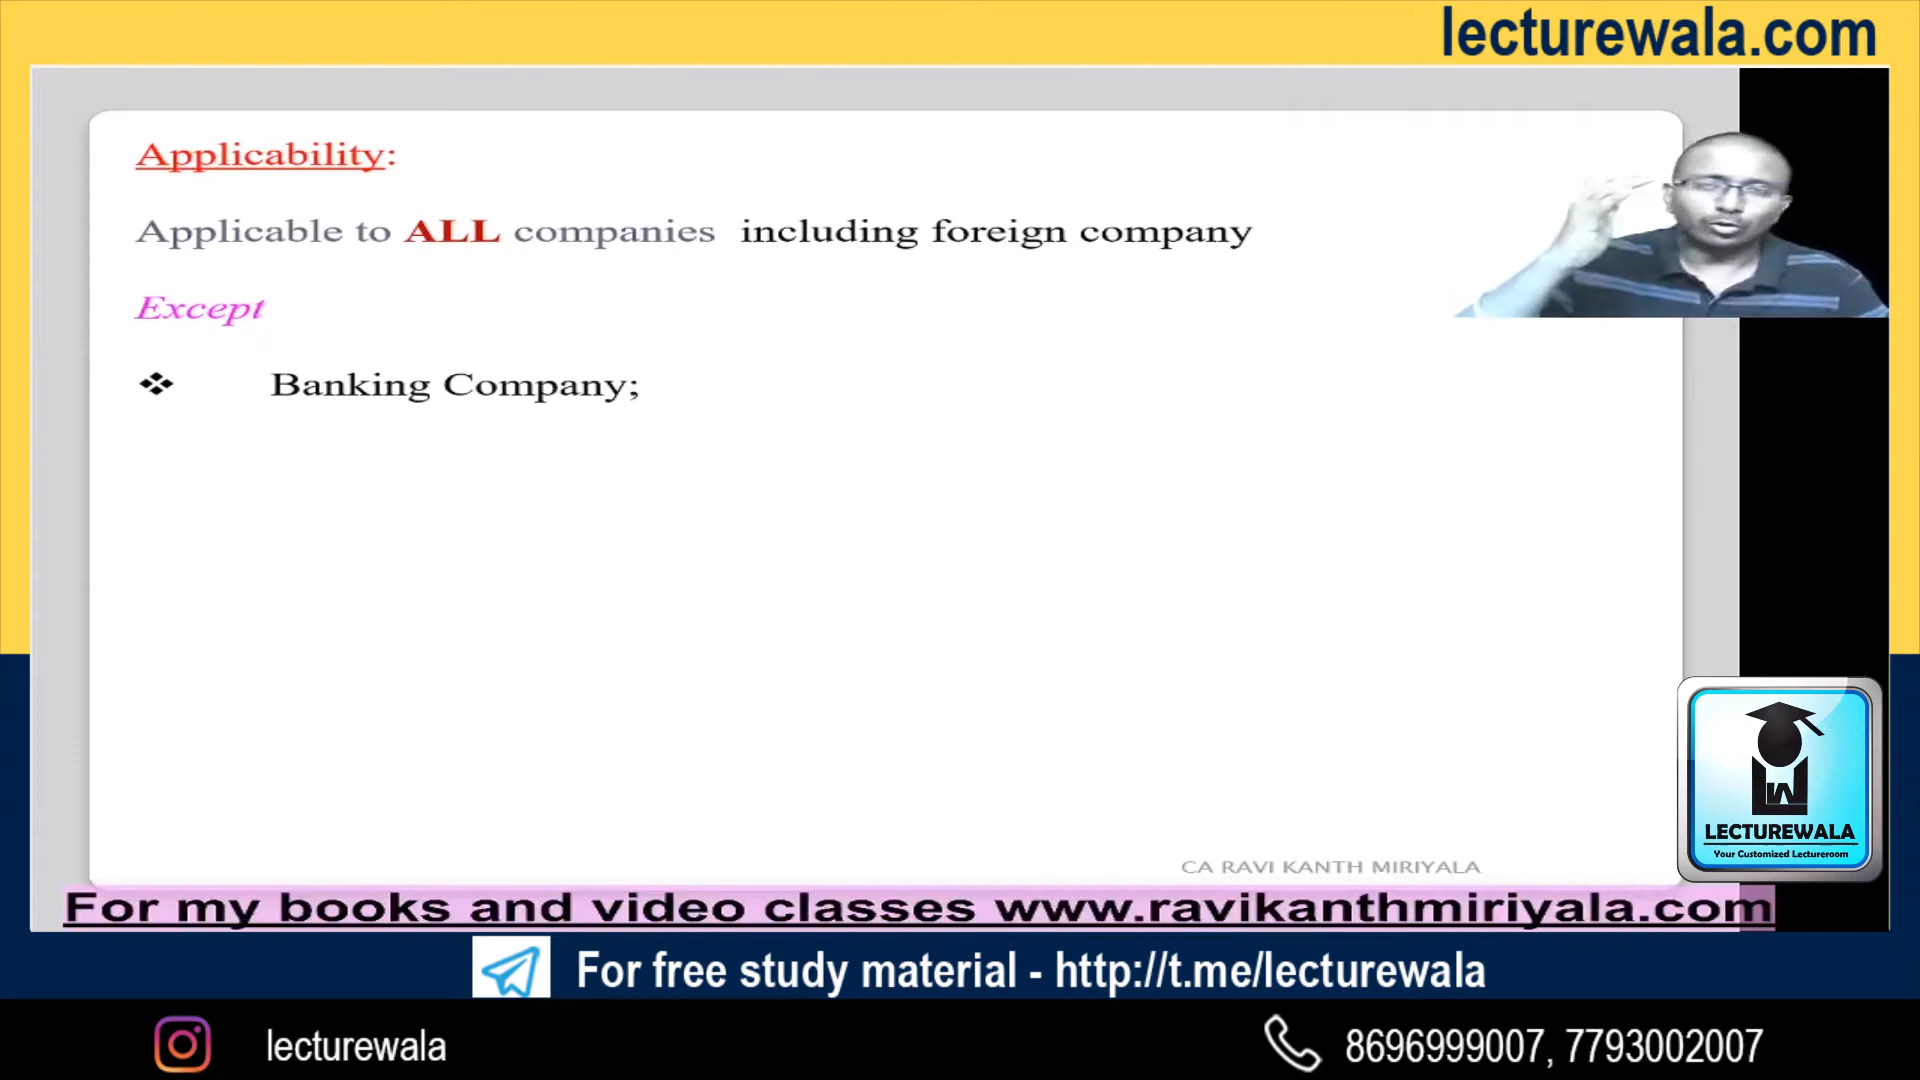 lecturewala.com
Applicability:
Applicable to ALL companies including foreign company
Except
❖ Banking Company;
LECTUREWALA
Your Customized Lectureroom
CA RAVI KANTH MIRIYALA
For my books and video classes www.ravikanthmiriyala.com
For free study material - http://t.me/lecturewala
lecturewala
8696999007, 7793002007